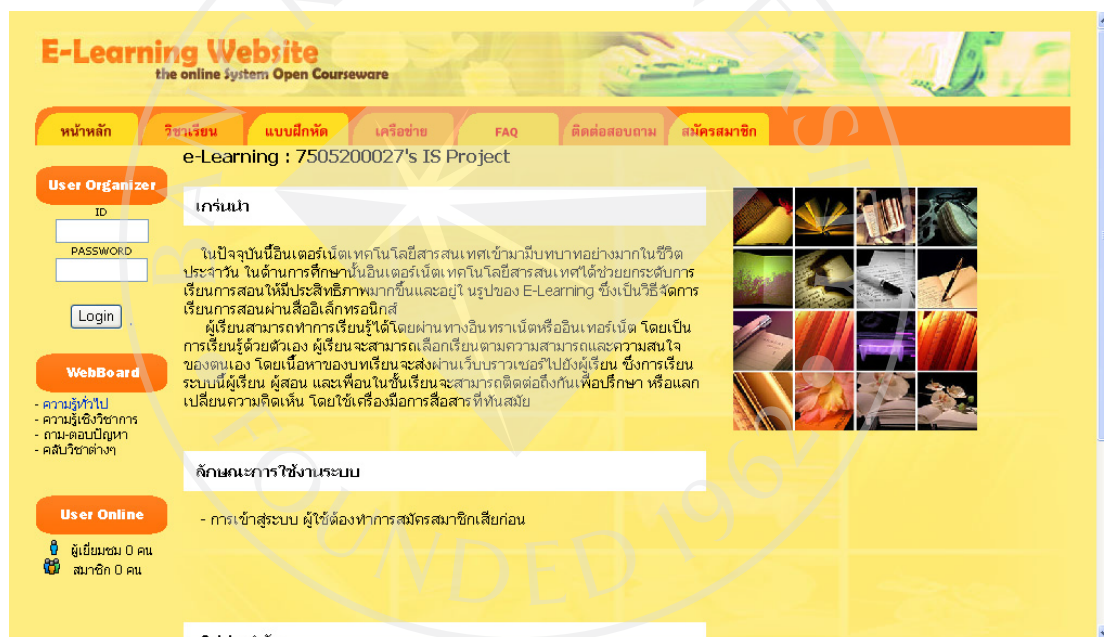 E-Learning Website
the online System Open Courseware
หน้าหลัก วิชาเรียน แบบฝึกหัด เครือข่าย FAQ ติดต่อสอบถาม สมัครสมาชิก
e-Learning : 7505200027's IS Project
User Organizer
ID
PASSWORD
Login
WebBoard
- ความรู้ทั่วไป
- ความรู้เชิงวิชาการ
- ถาม-ตอบปัญหา
- คลับวิชาต่างๆ
User Online
ผู้เยี่ยมชม 0 คน
สมาชิก 0 คน
เกริ่นนำ
ในปัจจุบันนี้อินเตอร์เน็ตเทคโนโลยีสารสนเทศเข้ามามีบทบาทอย่างมากในชีวิต
ประจำวัน ในด้านการศึกษานั้นอินเตอร์เน็ตเทคโนโลยีสารสนเทศได้ช่วยยกระดับการ
เรียนการสอนให้มีประสิทธิภาพมากขึ้นและอยู่ใ นรูปของ E-Learning ซึ่งเป็นวิธีจัดการ
เรียนการสอนผ่านสื่ออิเล็กทรอนิกส์
ผู้เรียนสามารถทำการเรียนรู้ได้โดยผ่านทางอินทราเน็ตหรืออินเทอร์เน็ต โดยเป็น
การเรียนรู้ด้วยตัวเอง ผู้เรียนจะสามารถเลือกเรียนตามความสามารถและความสนใจ
ของตนเอง โดยเนื้อหาของบทเรียนจะส่งผ่านเว็บบราวเซอร์ไปยังผู้เรียน ซึ่งการเรียน
ระบบนี้ผู้เรียน ผู้สอน และเพื่อนในชั้นเรียนจะสามารถติดต่อถึงกันเพื่อปรึกษา หรือแลก
เปลี่ยนความคิดเห็น โดยใช้เครื่องมือการสื่อสารที่ทันสมัย
ลักษณะการใช้งานระบบ
- การเข้าสู่ระบบ ผู้ใช้ต้องทำการสมัครสมาชิกเสียก่อน
FOUNDED 1962